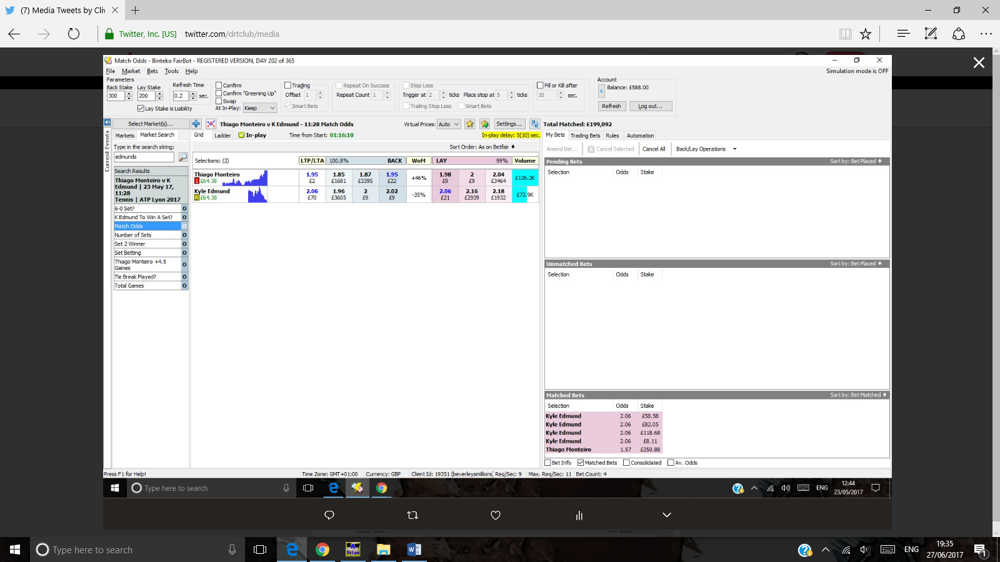 (7) Media Tweets by Cliv
Twitter, Inc. [US] twitter.com/drtclub/media
Match Odds - Binteko FairBot - REGISTERED VERSION, DAY 202 of 365
File Market Bets Tools Help
Simulation mode is OFF
Parameters
Back Stake Lay Stake Refresh Time
300 200 0.2 sec.
Lay Stake is Liability
Confirm
Confirm "Greening Up"
Swap
At In-Play: Keep
Trading
Offset 1
Smart Bets
Repeat On Success
Repeat Count 1
Stop Loss
Trigger at 2 ticks Place stop at 5 ticks
Trailing Stop Loss Smart Bets
Fill or Kill after
10 sec.
Account
Balance: £588.00
Refresh Log out...
Current Events
Select Market(s)...
Markets Market Search
Type in the search string:
edmunds
Search Results
Thiago Monteiro v K
Edmund | 23 May 17,
11:28
Tennis | ATP Lyon 2017
6-0 Set? 0
K Edmund To Win A Set? 0
Match Odds 0
Number of Sets 0
Set 2 Winner 0
Set Betting 0
Thiago Monteiro +4.5
Games 0
Tie Break Played? 0
Total Games 0
Thiago Monteiro v K Edmund - 11:28 Match Odds
Virtual Prices: Auto Settings...
Total Matched: £199,092
Grid Ladder In-play Time from Start: 01:16:10 In-play delay: 5(10) sec.
Sort Order: As on Betfair
Selections: (2) LTP/LTA 100.8% BACK WoM LAY 99% Volume
Thiago Monteiro 1.95 1.85 1.87 1.95 1.98 2 2.04
1 £64.38 £2 £1681 £3395 £22 +46% £9 £9 £3464 £126.2K
Kyle Edmund 2.06 1.96 2 2.02 2.06 2.16 2.18
2 £64.38 £70 £3605 £9 £9 -35% £21 £2939 £1932 £72.9K
My Bets Trading Bets Rules Automation
Amend Bet... Cancel Selected Cancel All Back/Lay Operations
Pending Bets Sort by: Bet Placed
Selection Odds Stake
Unmatched Bets Sort by: Bet Placed
Selection Odds Stake
Matched Bets Sort by: Bet Matched
Selection Odds Stake
Kyle Edmund 2.06 £58.58
Kyle Edmund 2.06 £82.05
Kyle Edmund 2.06 £118.68
Kyle Edmund 2.06 £8.11
Thiago Monteiro 1.57 £350.88
Bet Info Matched Bets Consolidated Av. Odds
Press F1 for Help! Time Zone: GMT+01:00 Currency: GBP Client Id: 19351 (beverleysmillions) Req/Sec: 9 Max. Req/Sec: 11 Bet Count: 4
Type here to search
ENG
12:44
23/05/2017
Type here to search
ENG
19:35
27/06/2017
1